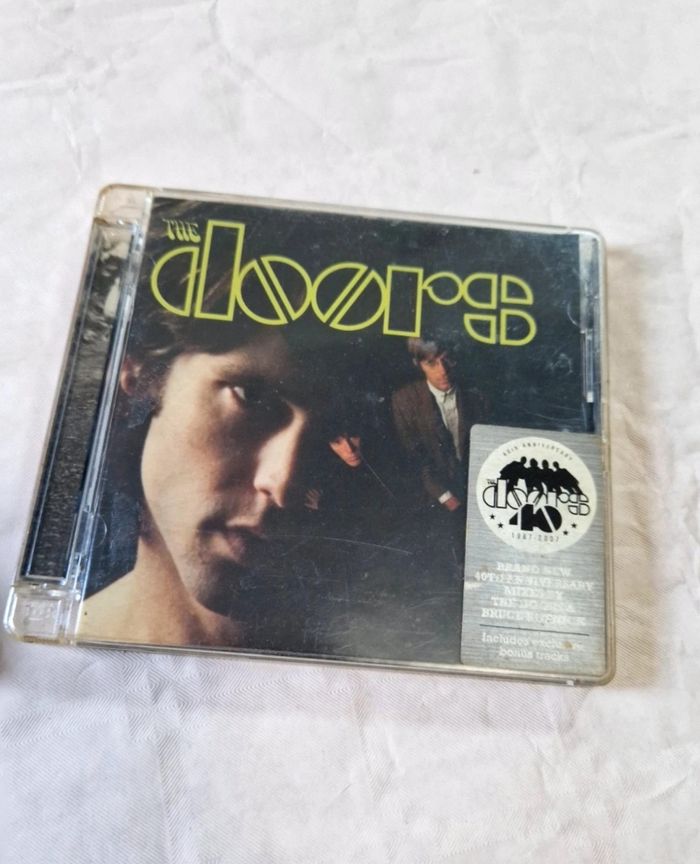 THE
doors
40TH ANNIVERSARY
THE
doors
40
1967-2007
BRAND NEW
40TH ANNIVERSARY
MIXES BY
THE DOORS &
BRUCE BOTNICK
Includes exclusive
bonus tracks